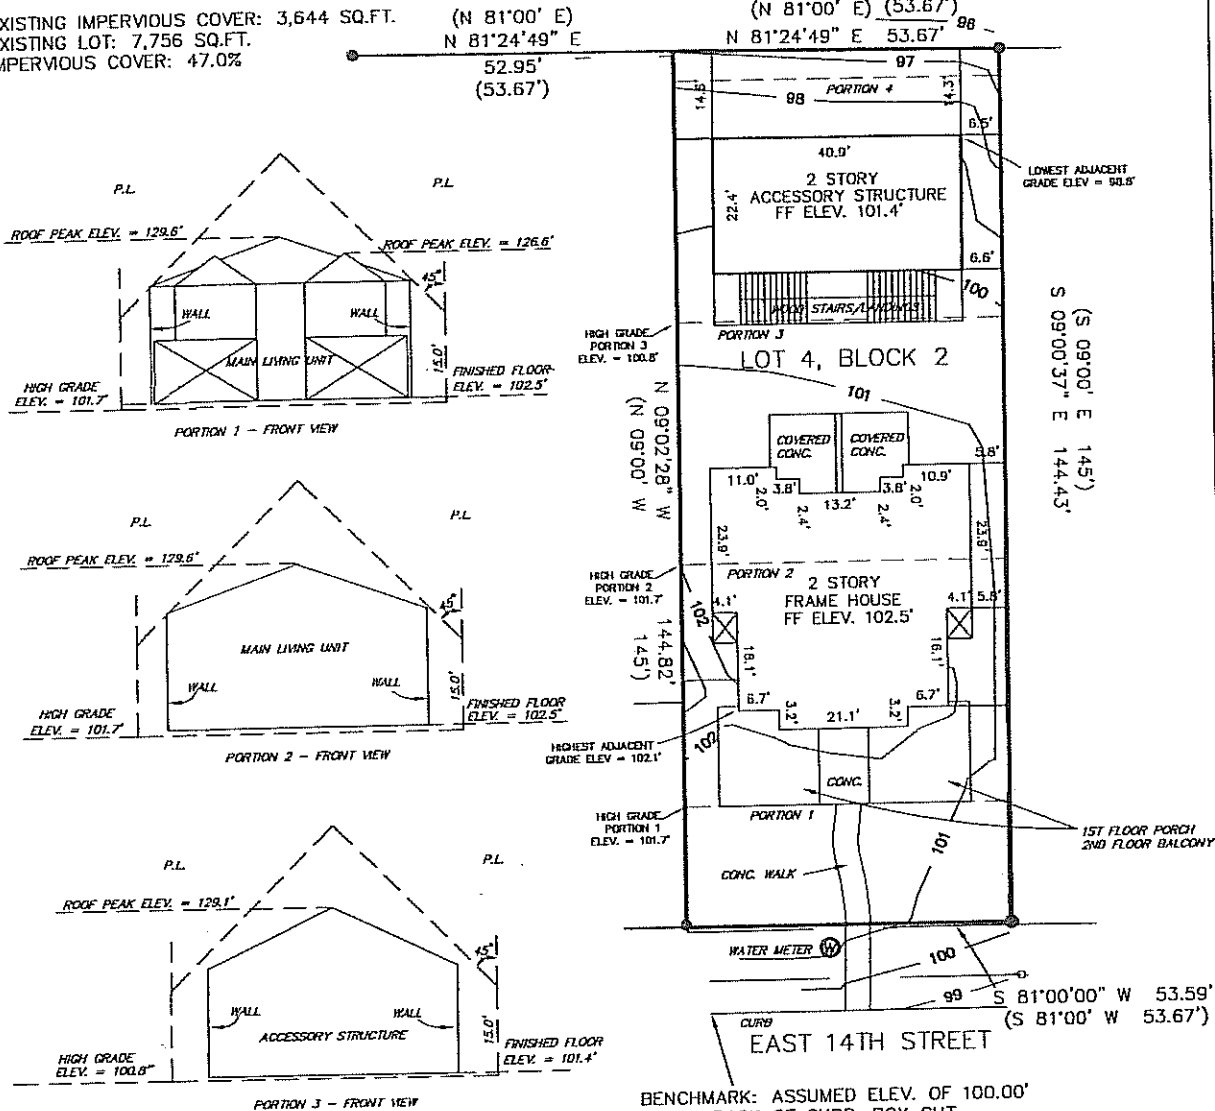 XISTING IMPERVIOUS COVER: 3,644 SQ.FT.
XISTING LOT: 7,756 SQ.FT.
MPERVIOUS COVER: 47.0%
(N 81°00' E)
N 81°24'49" E
52.95'
(53.67')
(N 81°00' E) (53.67')
N 81°24'49" E 53.67'
98
97
98
PORTION 4
14.3'
6.5'
LOWEST ADJACENT
GRADE ELEV = 98.8'
40.9'
22.4'
2 STORY
ACCESSORY STRUCTURE
FF ELEV. 101.4'
6.6'
100
WOOD STAIRS/LANDINGS
HIGH GRADE
PORTION 3
ELEV. = 100.8'
PORTION 3
LOT 4, BLOCK 2
101
N 09°02'28" W 144.82'
(N 09°00' W 145')
(S 09°00' E 145')
S 09°00'37" E 144.43'
COVERED
CONC.
COVERED
CONC.
5.8'
11.0'
2.0'
3.8'
2.4'
13.2'
2.4'
3.8'
2.0'
10.9'
23.9'
23.8'
HIGH GRADE
PORTION 2
ELEV. = 101.7'
PORTION 2
2 STORY
FRAME HOUSE
FF ELEV. 102.5'
4.1'
4.1'
5.8'
102
16.1'
16.1'
6.7'
3.2'
21.1'
3.2'
6.7'
102
HIGHEST ADJACENT
GRADE ELEV = 102.1'
CONC.
HIGH GRADE
PORTION 1
ELEV. = 101.7'
PORTION 1
101
1ST FLOOR PORCH
2ND FLOOR BALCONY
CONC. WALK
WATER METER
W
100
99
S 81°00'00" W 53.59'
(S 81°00' W 53.67')
CURB
EAST 14TH STREET
BENCHMARK: ASSUMED ELEV. OF 100.00'
P.L.
P.L.
ROOF PEAK ELEV. = 129.6'
ROOF PEAK ELEV. = 126.6'
45°
WALL
WALL
MAIN LIVING UNIT
15.0'
HIGH GRADE
ELEV. = 101.7'
FINISHED FLOOR
ELEV. = 102.5'
PORTION 1 - FRONT VIEW
P.L.
P.L.
ROOF PEAK ELEV. = 129.6'
45°
MAIN LIVING UNIT
WALL
WALL
15.0'
HIGH GRADE
ELEV. = 101.7'
FINISHED FLOOR
ELEV. = 102.5'
PORTION 2 - FRONT VIEW
P.L.
P.L.
ROOF PEAK ELEV. = 129.1'
45°
WALL
WALL
ACCESSORY STRUCTURE
15.0'
HIGH GRADE
ELEV. = 100.8"
FINISHED FLOOR
ELEV. = 101.4'
PORTION 3 - FRONT VIEW